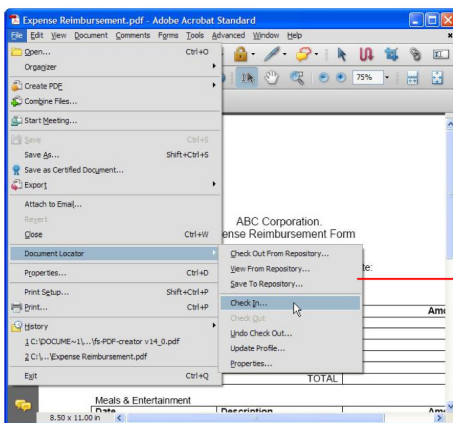 Expense Reimbursement.pdf - Adobe Acrobat Standard
File Edit View Document Comments Forms Tools Advanced Window Help
Open... Ctrl+O
Organizer
Create PDF
Combine Files...
Start Meeting...
Save Ctrl+S
Save As... Shift+Ctrl+S
Save as Certified Document...
Export
Attach to Email...
Revert
Close Ctrl+W
Document Locator
Properties... Ctrl+D
Print Setup... Shift+Ctrl+P
Print... Ctrl+P
History
1 C:\DOCUME~1\...\fs-PDF-creator v14_0.pdf
2 C:\...\Expense Reimbursement.pdf
Exit Ctrl+Q
75%
ABC Corporation.
ense Reimbursement Form
te:
Check Out From Repository...
View From Repository...
Save To Repository...
Check In...
Check Out
Undo Check Out...
Update Profile...
Properties...
Amo
TOTAL
Meals & Entertainment
Date Description Amo
8.50 x 11.00 in